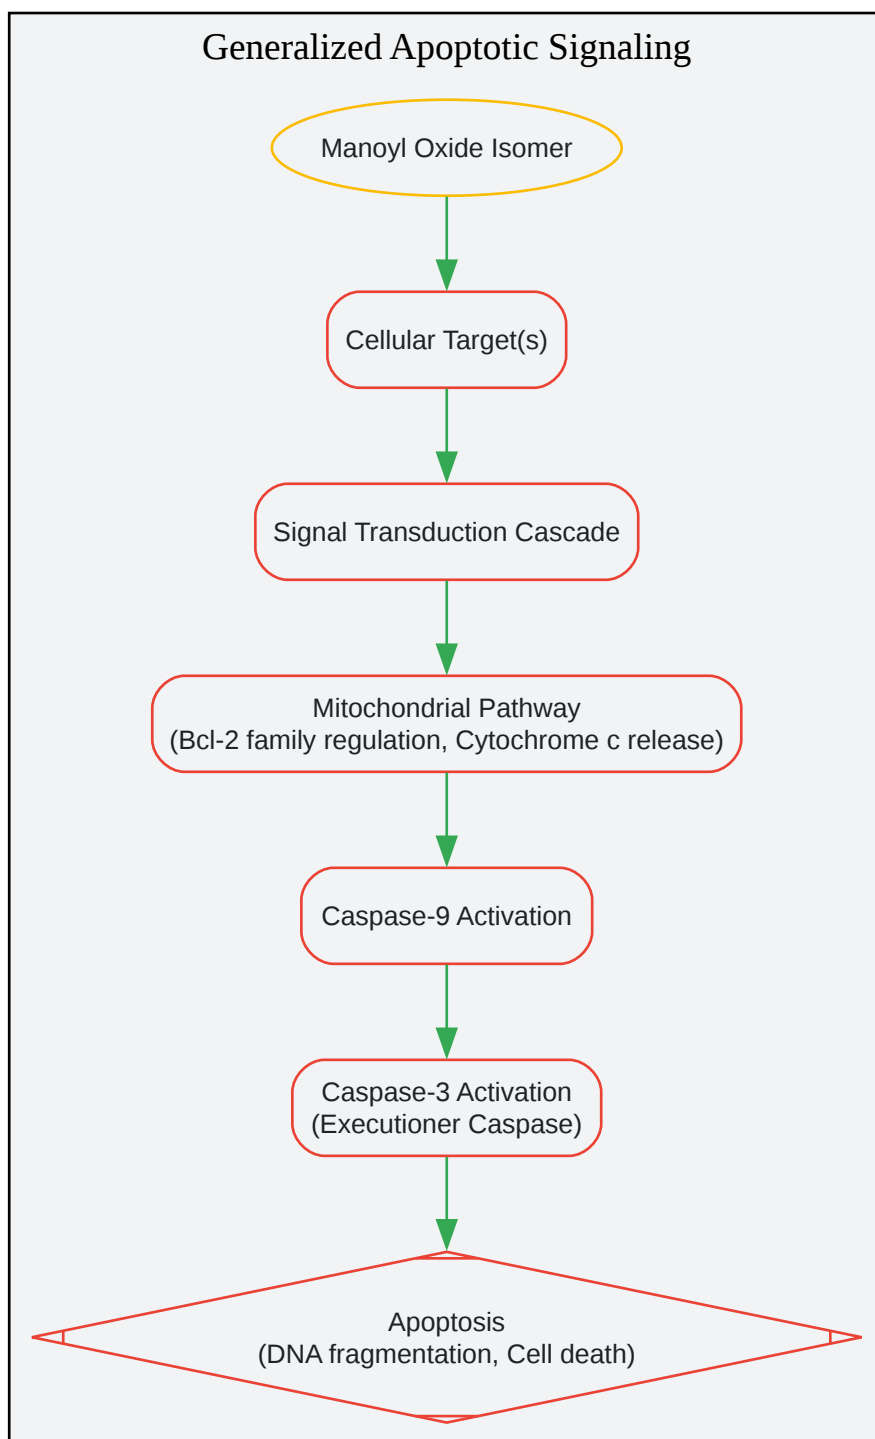 Generalized Apoptotic Signaling
Manoyl Oxide Isomer
Cellular Target(s)
Signal Transduction Cascade
Mitochondrial Pathway
(Bcl-2 family regulation, Cytochrome c release)
Caspase-9 Activation
Caspase-3 Activation
(Executioner Caspase)
Apoptosis
(DNA fragmentation, Cell death)